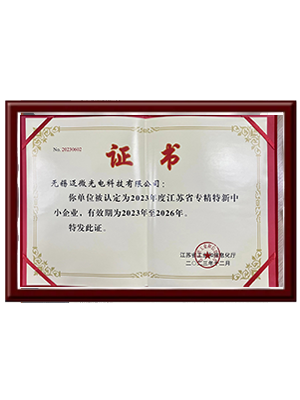 No. 20230602
证书
无锡迈微光电科技有限公司：
你单位被认定为2023年度江苏省专精特新中
小企业，有效期为2023年至2026年。
特发此证。
江苏省工业和信息化厅
二〇二三年十二月